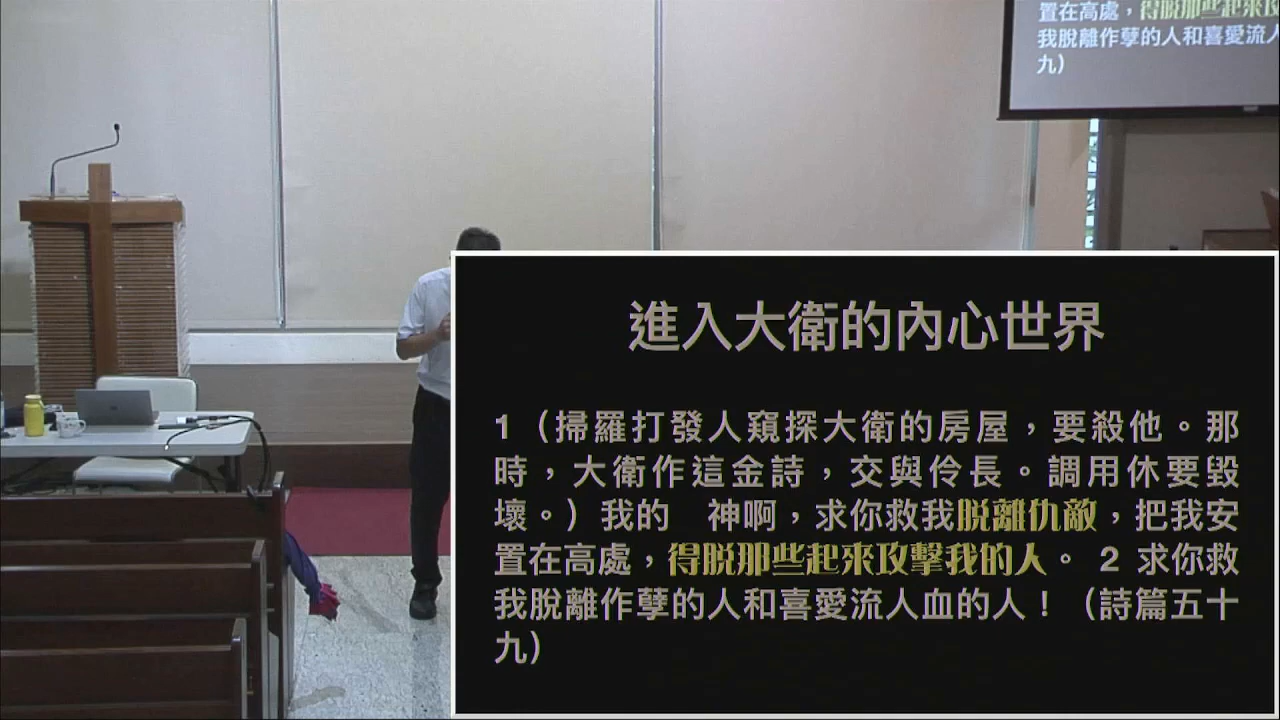 置在高處，得脫那些起來攻
我脫離作孽的人和喜愛流人
九）
進入大衛的內心世界
1（掃羅打發人窺探大衛的房屋，要殺他。那
時，大衛作這金詩，交與伶長。調用休要毀
壞。）我的　神啊，求你救我脫離仇敵，把我安
置在高處，得脫那些起來攻擊我的人。 2 求你救
我脫離作孽的人和喜愛流人血的人！（詩篇五十
九）